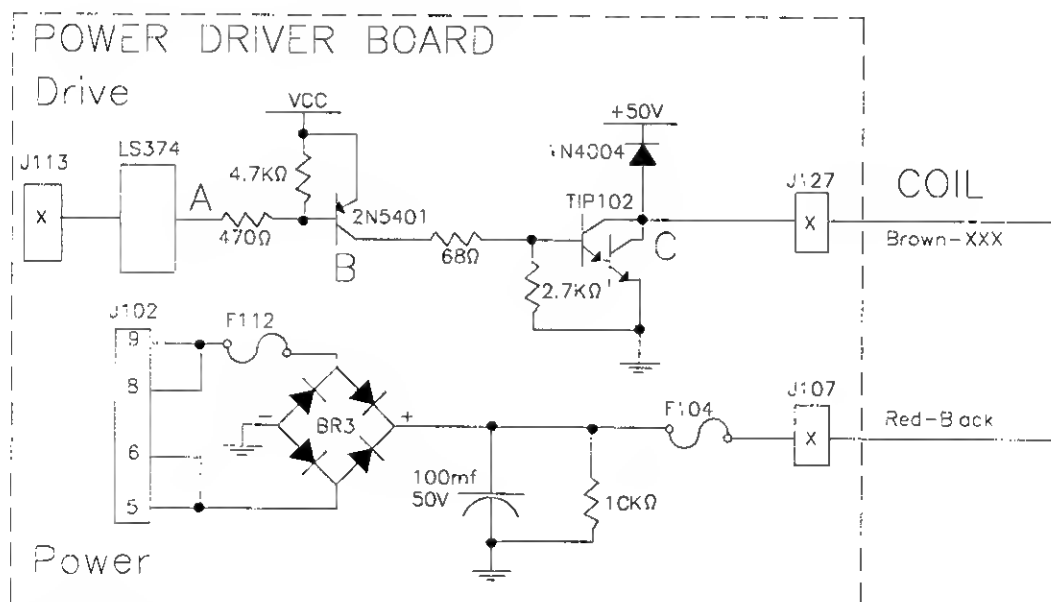 POWER DRIVER BOARD
Drive
VCC
+50V
J113
LS374
1N4004
4.7KΩ
A
TIP102
J127
COIL
X
2N5401
X
470Ω
B
68Ω
C
Brown-XXX
2.7KΩ
J102
F112
9
8
BR3
-
+
F104
J107
Red-Black
X
6
100mf
50V
10KΩ
5
Power